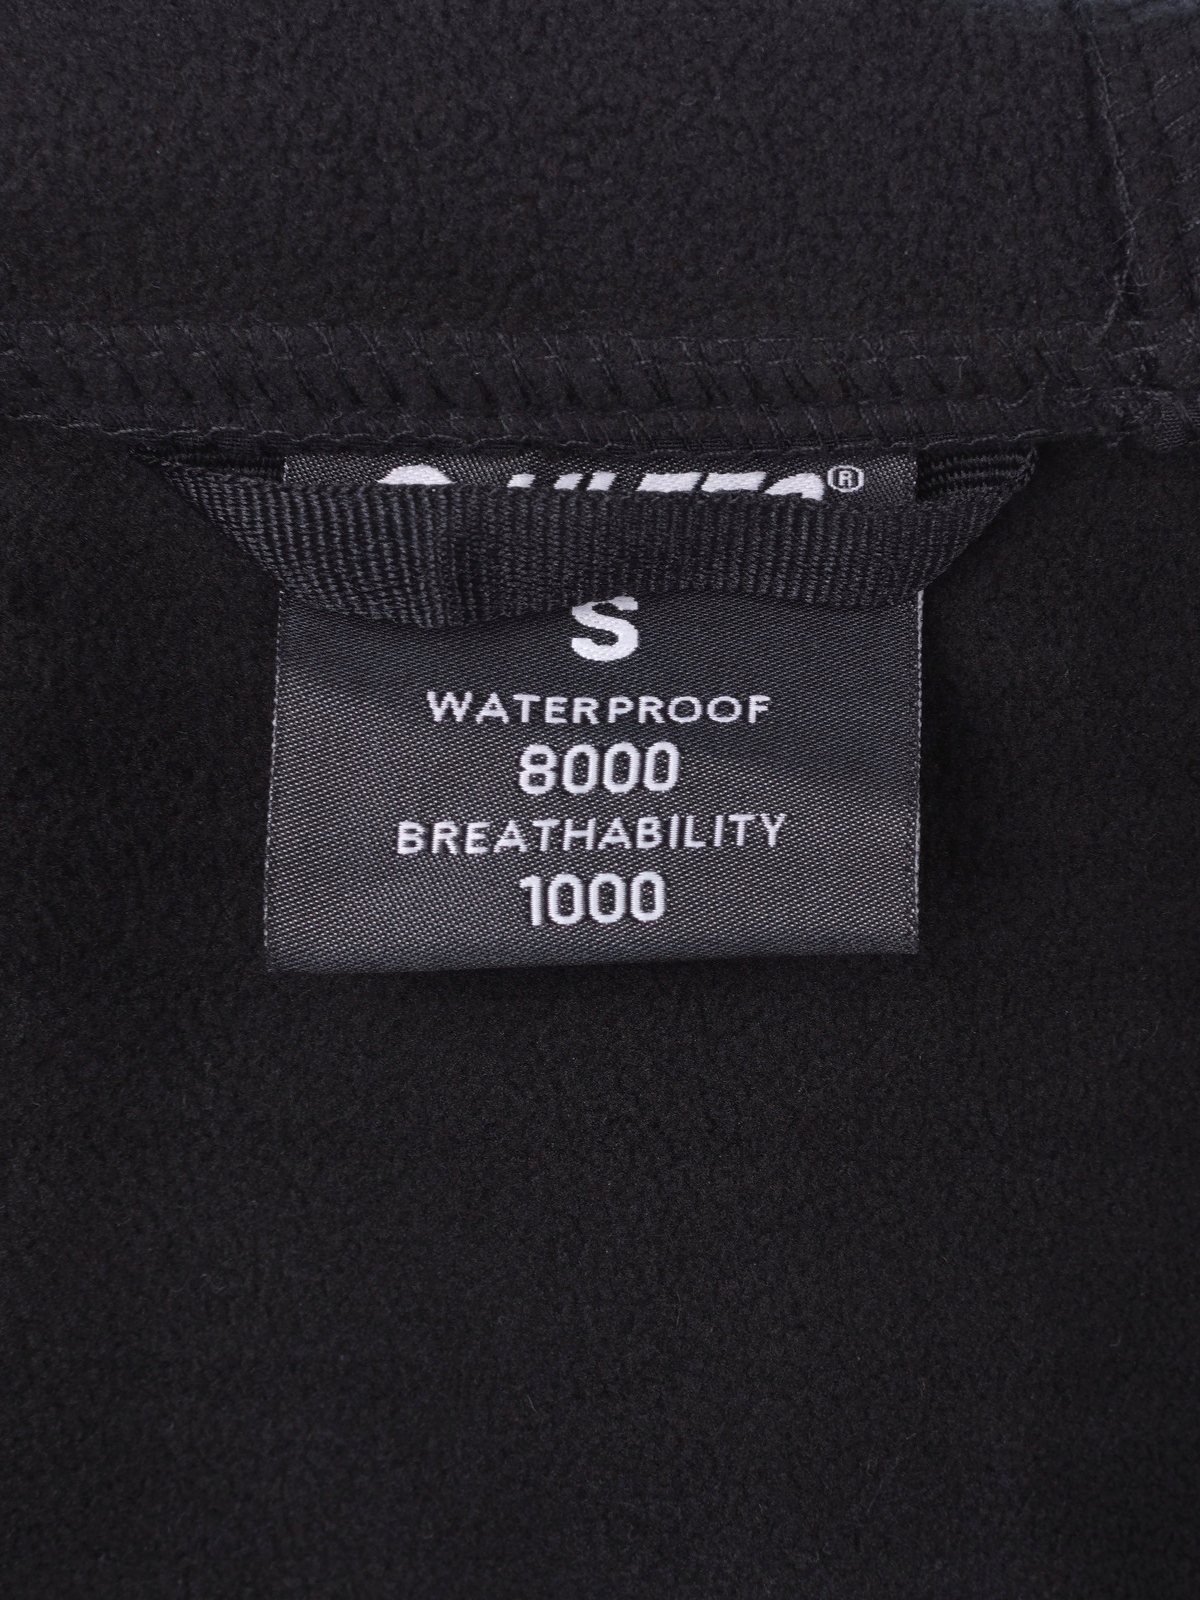 ®
S
WATERPROOF
8000
BREATHABILITY
1000